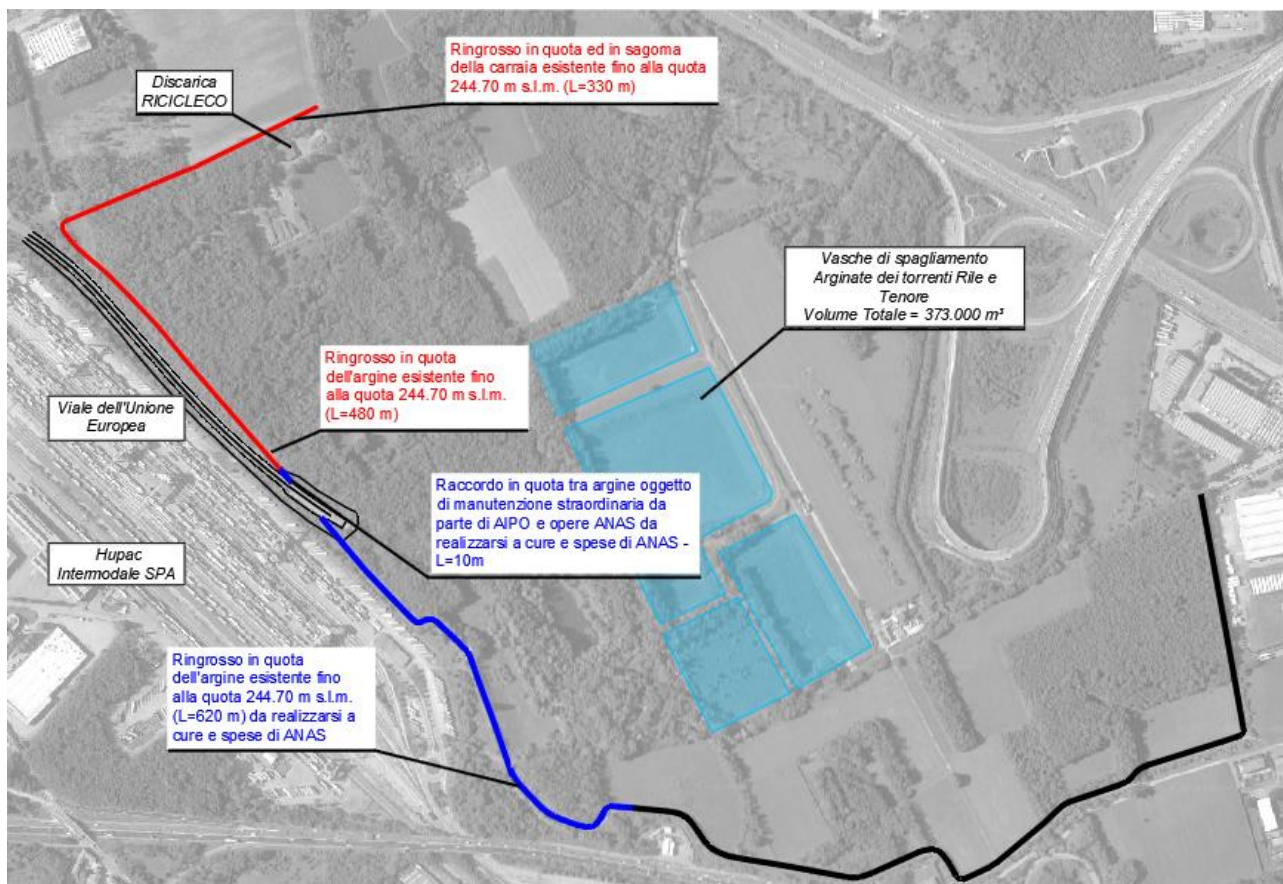 Ringrosso in quota ed in sagoma
della carraia esistente fino alla quota
244.70 m s.l.m. (L=330 m)
Discarica
RICICLECO
Vasche di spagliamento
Arginate dei torrenti Rile e
Tenore
Volume Totale = 373.000 m³
Ringrosso in quota
dell'argine esistente fino
alla quota 244.70 m s.l.m.
(L=480 m)
Viale dell'Unione
Europea
Raccordo in quota tra argine oggetto
di manutenzione straordinaria da
parte di AIPO e opere ANAS da
realizzarsi a cure e spese di ANAS -
L=10m
Hupac
Intermodale SPA
Ringrosso in quota
dell'argine esistente fino
alla quota 244.70 m s.l.m.
(L=620 m) da realizzarsi a
cure e spese di ANAS